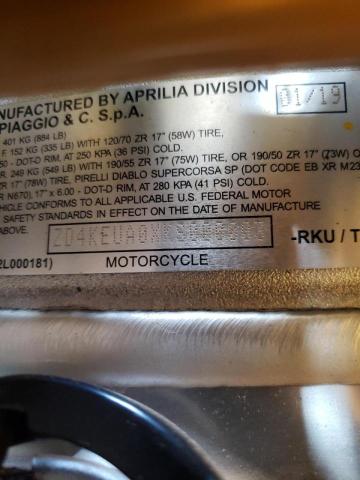 NUFACTURED BY APRILIA DIVISION 01/19
PIAGGIO & C. S.p.A.
401 KG (884 LB)
F 152 KG (335 LB) WITH 120/70 ZR 17" (58W) TIRE,
50 - DOT-D RIM, AT 250 KPA (36 PSI) COLD.
R. 249 KG (549 LB) WITH 190/55 ZR 17" (75W) TIRE, OR 190/50 ZR 17" (73W) O
ZR 17" (78W) TIRE, PIRELLI DIABLO SUPERCORSA SP (DOT CODE EB XR M23
R N670) 17" x 6.00 - DOT-D RIM, AT 280 KPA (41 PSI) COLD.
CONFORMS TO ALL APPLICABLE U.S. FEDERAL MOTOR
STANDARDS IN EFFECT ON THE DATE OF
ABOVE.
-RKU / T
2L000181) MOTORCYCLE